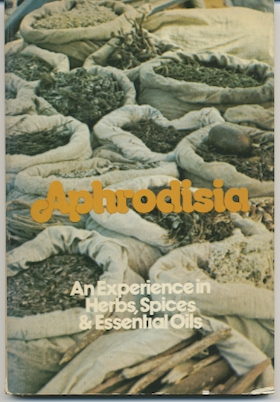 Aphrodisia
An Experience in
Herbs, Spices
& Essential Oils